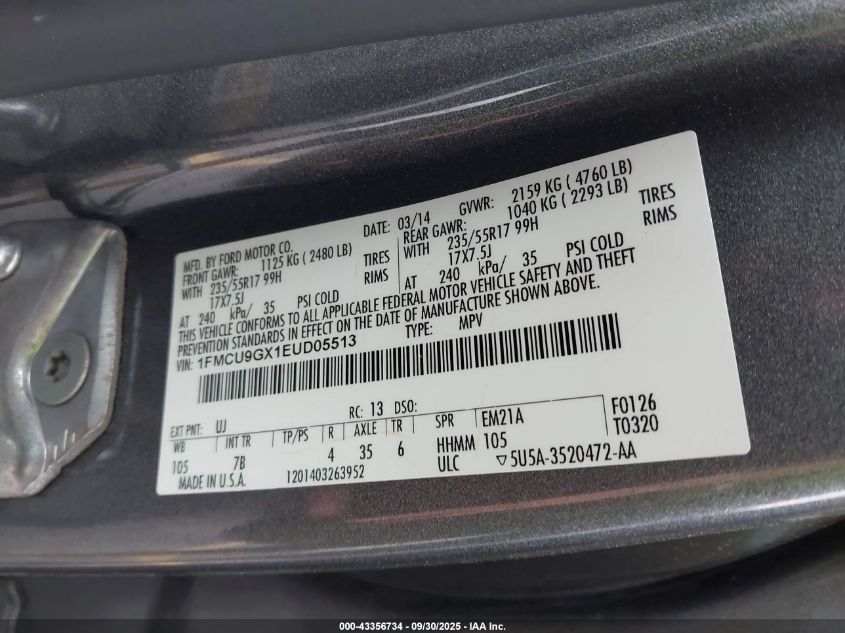 MFD. BY FORD MOTOR CO.
DATE: 03/14 GVWR: 2159 KG ( 4760 LB)
FRONT GAWR: 1125 KG ( 2480 LB) REAR GAWR: 1040 KG ( 2293 LB)
WITH 235/55R17 99H TIRES WITH 235/55R17 99H TIRES
17X7.5J RIMS 17X7.5J RIMS
AT 240 kPa/ 35 PSI COLD AT 240 kPa/ 35 PSI COLD
THIS VEHICLE CONFORMS TO ALL APPLICABLE FEDERAL MOTOR VEHICLE SAFETY AND THEFT
PREVENTION STANDARDS IN EFFECT ON THE DATE OF MANUFACTURE SHOWN ABOVE.
VIN: 1FMCU9GX1EUD05513 TYPE: MPV
EXT PNT: UJ RC: 13 DSO:
WB INT TR TP/PS R AXLE TR SPR EM21A F0126
105 7B 4 35 6 HHMM 105 T0320
MADE IN U.S.A. 1201403263952 ULC ▽5U5A-3520472-AA
000-43356734 - 09/30/2025 - IAA Inc.